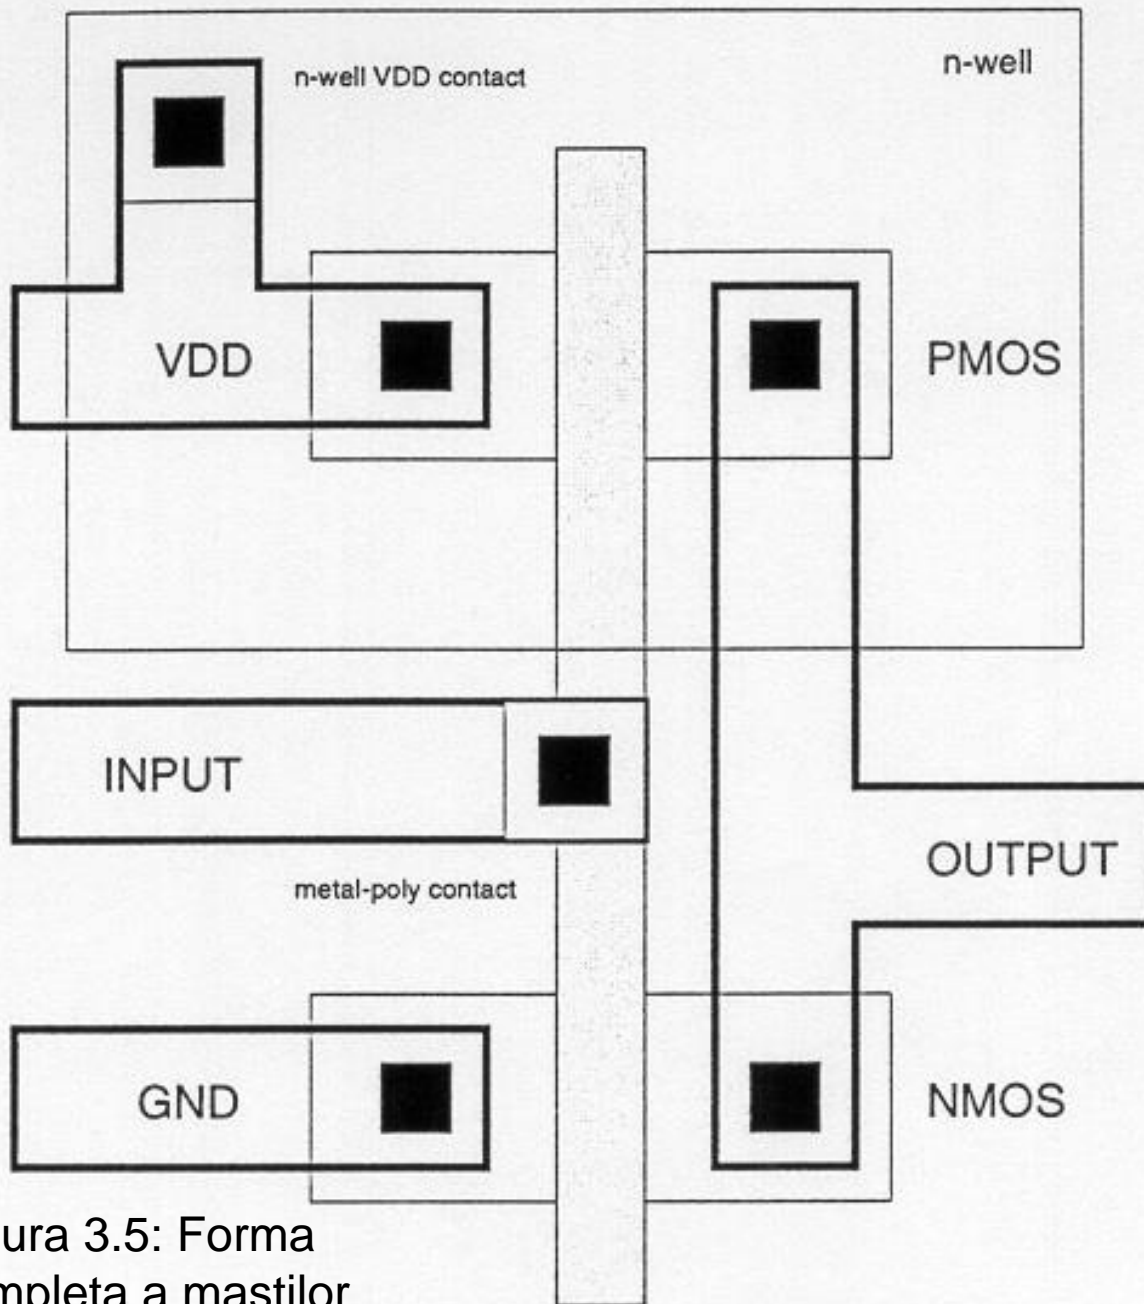 n-well VDD contact
n-well
VDD
PMOS
INPUT
OUTPUT
metal-poly contact
GND
NMOS
ura 3.5: Forma
mpleta a mastilor